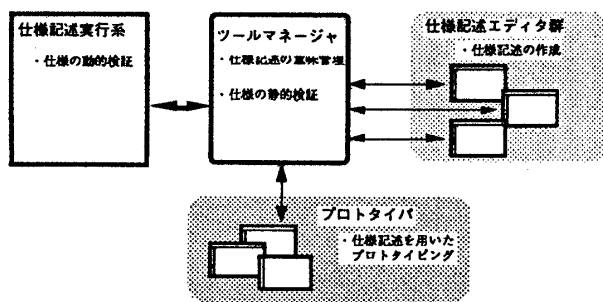 仕様記述実行系
・仕様の動的検証
ツールマネージャ
・仕様記述の意味管理
・仕様の静的検証
仕様記述エディタ群
・仕様記述の作成
プロトタイパ
・仕様記述を用いた
プロトタイピング